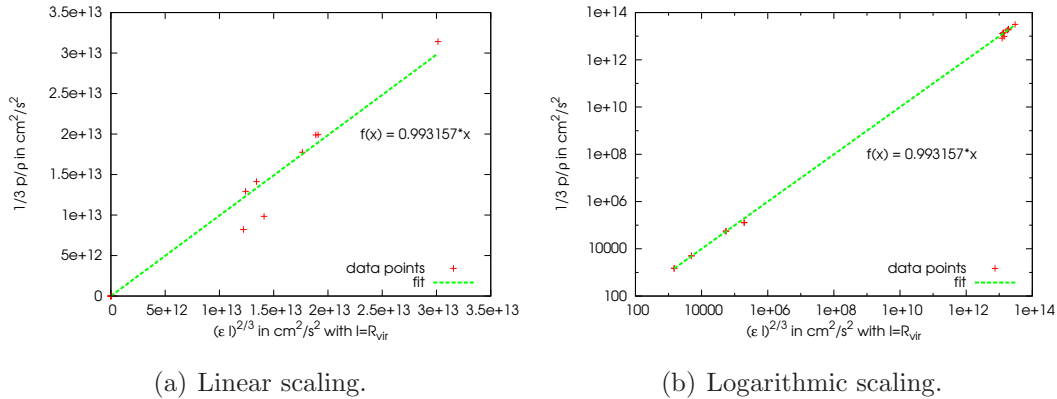 3.5e+13
3e+13
2.5e+13
2e+13
1.5e+13
1e+13
5e+12
0
1/3 p/ρ in cm²/s²
f(x) = 0.993157*x
data points
fit
0 5e+12 1e+13 1.5e+13 2e+13 2.5e+13 3e+13 3.5e+13
(ε l)^{2/3} in cm²/s² with l=R_{vir}
(a) Linear scaling.
1e+14
1e+12
1e+10
1e+08
1e+06
10000
100
1/3 p/ρ in cm²/s²
f(x) = 0.993157*x
data points
fit
100 10000 1e+06 1e+08 1e+10 1e+12 1e+14
(ε l)^{2/3} in cm²/s² with l=R_{vir}
(b) Logarithmic scaling.